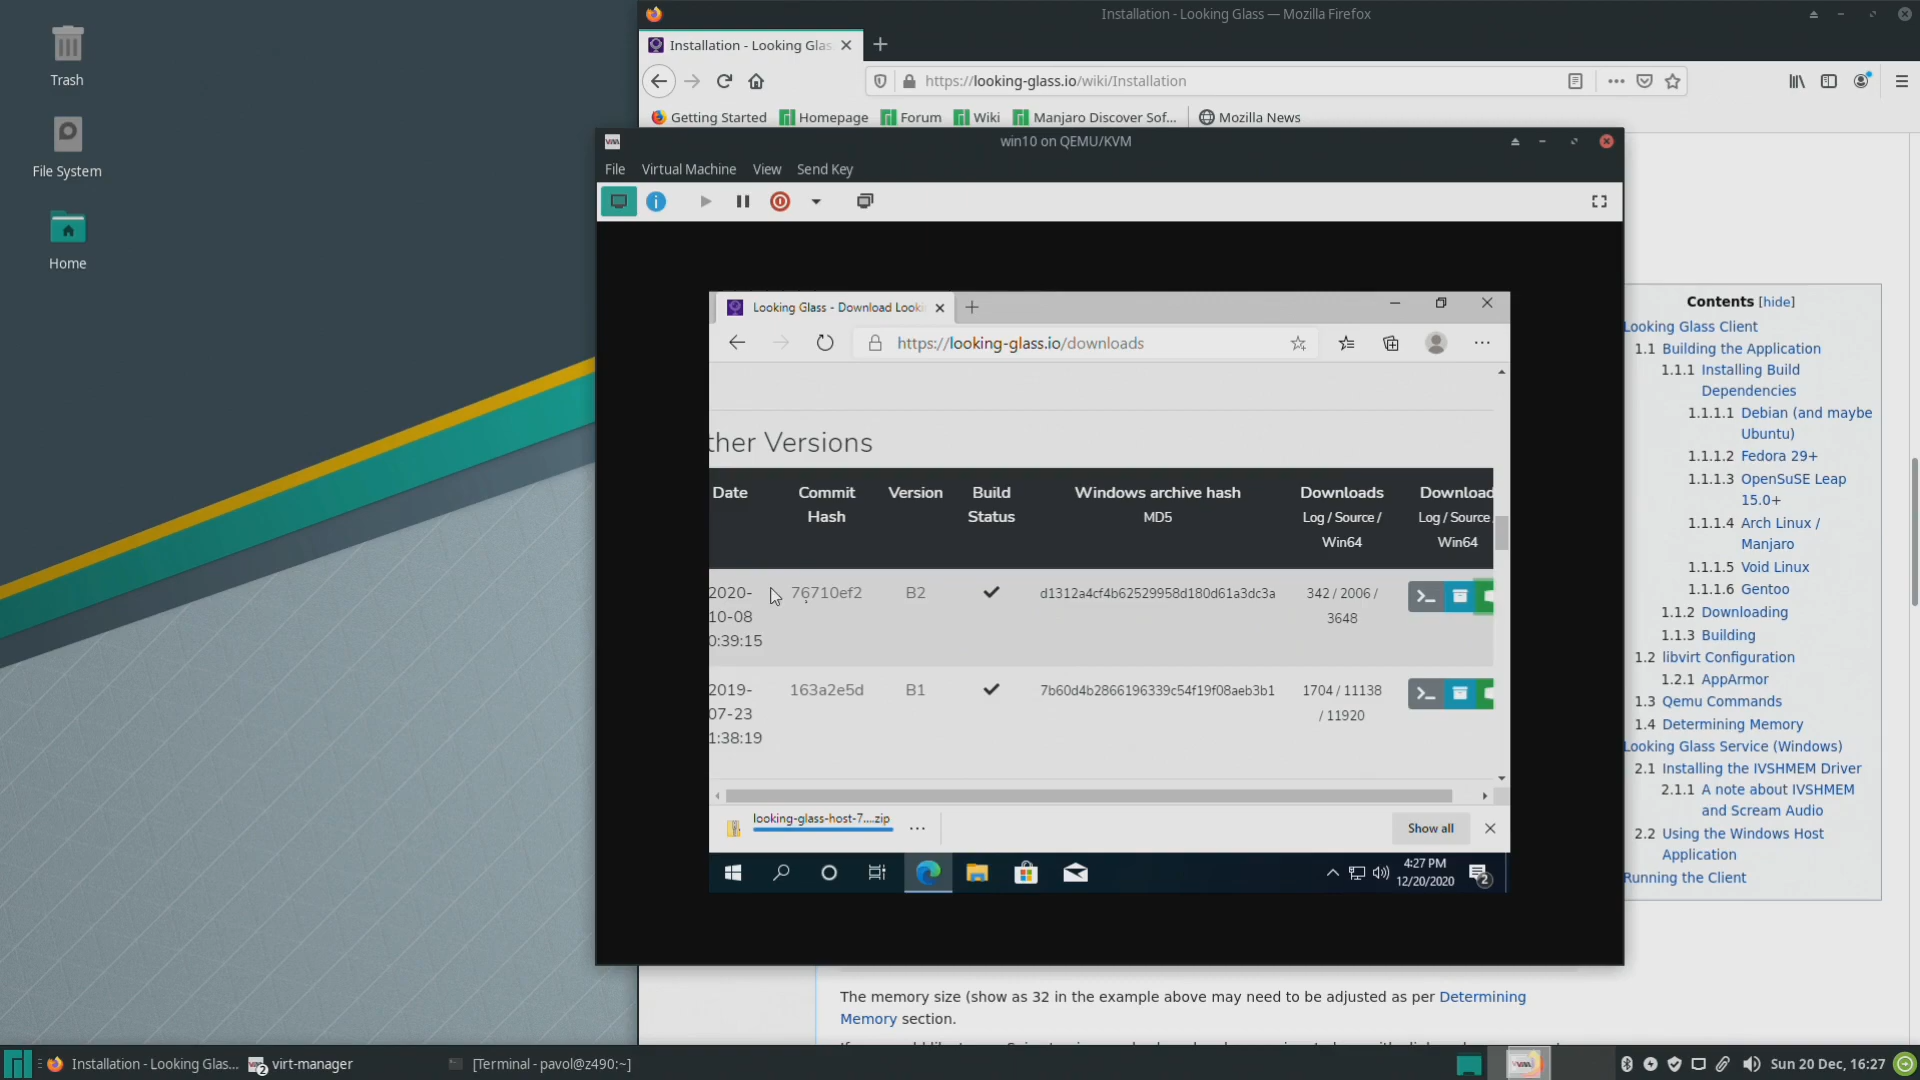 Trash
File System
Home
Installation - Looking Glass — Mozilla Firefox
Installation - Looking Glas
https://looking-glass.io/wiki/Installation
Getting Started
Homepage
Forum
Wiki
Manjaro Discover Sof...
Mozilla News
win10 on QEMU/KVM
File
Virtual Machine
View
Send Key
Looking Glass - Download Looki
https://looking-glass.io/downloads
ther Versions
Date
Commit
Hash
Version
Build
Status
Windows archive hash
MD5
Downloads
Log / Source /
Win64
Download
Log / Source
Win64
2020-
10-08
0:39:15
76710ef2
B2
d1312a4cf4b62529958d180d61a3dc3a
342 / 2006 /
3648
2019-
07-23
1:38:19
163a2e5d
B1
7b60d4b2866196339c54f19f08aeb3b1
1704 / 11138
/ 11920
looking-glass-host-7....zip
Show all
4:27 PM
12/20/2020
2
Contents [hide]
Looking Glass Client
1.1 Building the Application
1.1.1 Installing Build
Dependencies
1.1.1.1 Debian (and maybe
Ubuntu)
1.1.1.2 Fedora 29+
1.1.1.3 OpenSuSE Leap
15.0+
1.1.1.4 Arch Linux /
Manjaro
1.1.1.5 Void Linux
1.1.1.6 Gentoo
1.1.2 Downloading
1.1.3 Building
1.2 libvirt Configuration
1.2.1 AppArmor
1.3 Qemu Commands
1.4 Determining Memory
Looking Glass Service (Windows)
2.1 Installing the IVSHMEM Driver
2.1.1 A note about IVSHMEM
and Scream Audio
2.2 Using the Windows Host
Application
Running the Client
The memory size (show as 32 in the example above may need to be adjusted as per Determining
Memory section.
Installation - Looking Glas...
2
virt-manager
[Terminal - pavol@z490:~]
Sun 20 Dec, 16:27